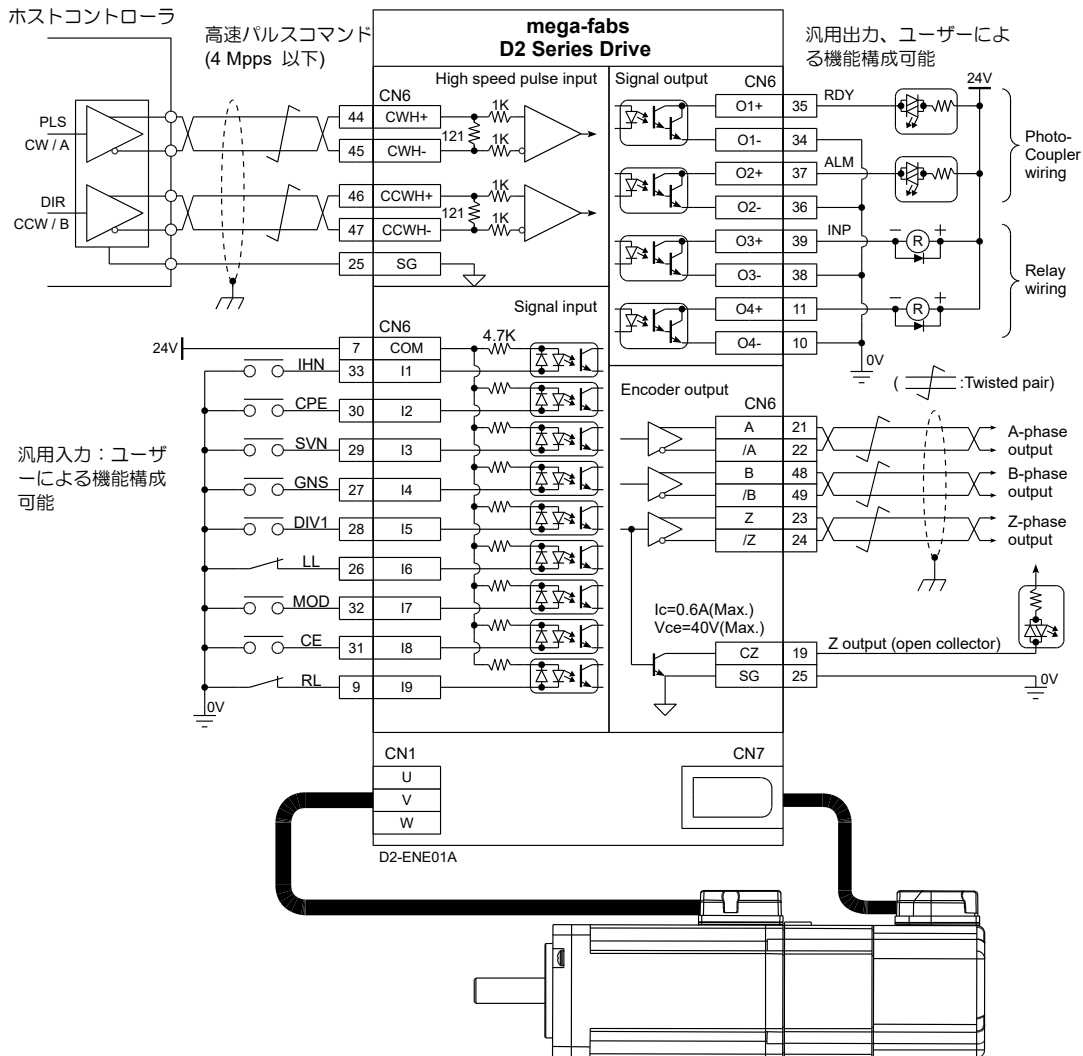 ホストコントローラ
高速パルスコマンド
(4 Mpps 以下)
mega-fabs
D2 Series Drive
汎用出力、ユーザーによ
る機能構成可能
High speed pulse input
CN6
PLS
CW / A
44 CWH+ 1K
121
45 CWH- 1K
DIR
CCW / B
46 CCWH+ 1K
121
47 CCWH- 1K
25 SG
Signal output
CN6
24V
O1+ 35 RDY
O1- 34
O2+ 37 ALM
O2- 36
O3+ 39 INP
O3- 38
O4+ 11
O4- 10
R
R
− +
− +
0V
Photo-
Coupler
wiring
Relay
wiring
Signal input
CN6
4.7K
24V 7 COM
IHN 33 I1
CPE 30 I2
SVN 29 I3
GNS 27 I4
DIV1 28 I5
LL 26 I6
MOD 32 I7
CE 31 I8
RL 9 I9
0V
汎用入力：ユーザ
ーによる機能構成
可能
Encoder output
CN6
( :Twisted pair)
A 21
/A 22
B 48
/B 49
Z 23
/Z 24
A-phase
output
B-phase
output
Z-phase
output
Ic=0.6A(Max.)
Vce=40V(Max.)
CZ 19 Z output (open collector)
SG 25
0V
CN1
U
V
W
CN7
D2-ENE01A